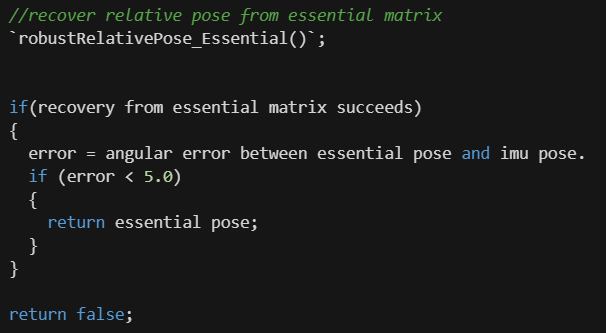 //recover relative pose from essential matrix
`robustRelativePose_Essential()`;
if(recovery from essential matrix succeeds)
{
error = angular error between essential pose and imu pose.
if (error < 5.0)
{
return essential pose;
}
}
return false;